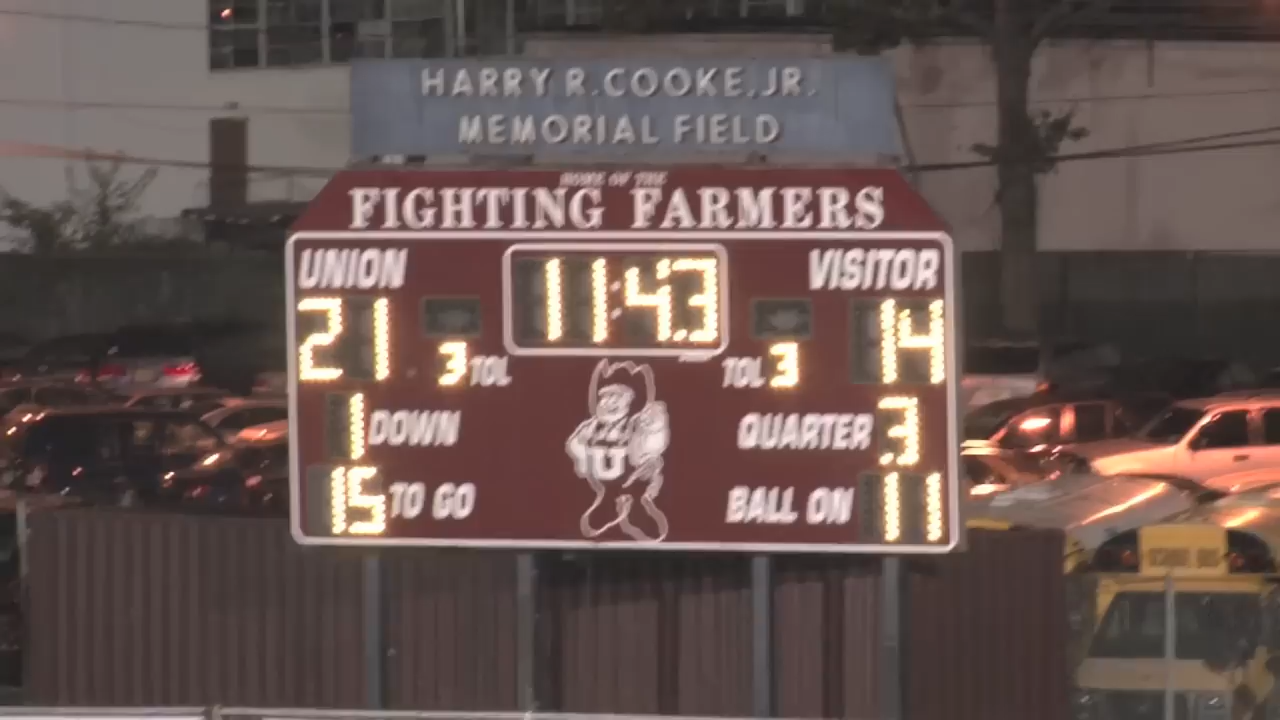 HARRY R. COOKE, JR.
MEMORIAL FIELD
HOME OF THE
FIGHTING FARMERS
UNION 11:43 VISITOR
21 14
3 TOL TOL 3
1 DOWN QUARTER 3
U
15 TO GO BALL ON 11